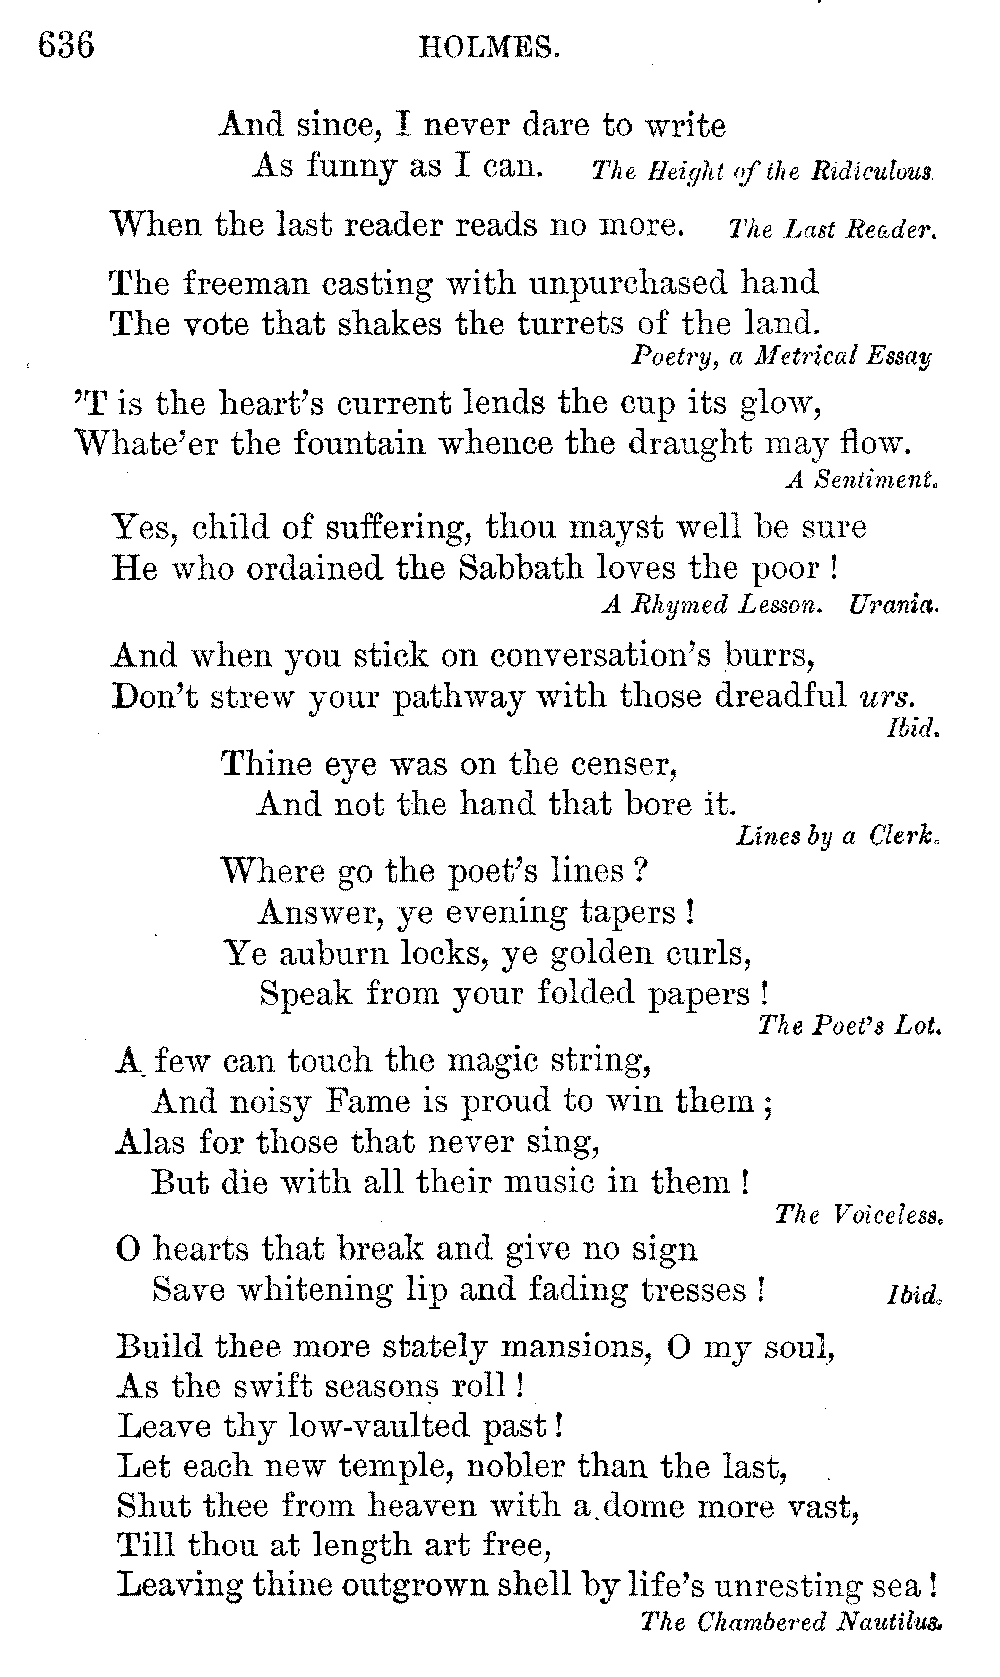 636 HOLMES.
And since, I never dare to write
As funny as I can. The Height of the Ridiculous.
When the last reader reads no more. The Last Reader.
The freeman casting with unpurchased hand
The vote that shakes the turrets of the land.
Poetry, a Metrical Essay
'T is the heart's current lends the cup its glow,
Whate'er the fountain whence the draught may flow.
A Sentiment.
Yes, child of suffering, thou mayst well be sure
He who ordained the Sabbath loves the poor !
A Rhymed Lesson. Urania.
And when you stick on conversation's burrs,
Don't strew your pathway with those dreadful urs.
Ibid.
Thine eye was on the censer,
And not the hand that bore it.
Lines by a Clerk.
Where go the poet's lines ?
Answer, ye evening tapers !
Ye auburn locks, ye golden curls,
Speak from your folded papers !
The Poet's Lot.
A few can touch the magic string,
And noisy Fame is proud to win them ;
Alas for those that never sing,
But die with all their music in them !
The Voiceless.
O hearts that break and give no sign
Save whitening lip and fading tresses ! Ibid.
Build thee more stately mansions, O my soul,
As the swift seasons roll !
Leave thy low-vaulted past !
Let each new temple, nobler than the last,
Shut thee from heaven with a dome more vast,
Till thou at length art free,
Leaving thine outgrown shell by life's unresting sea !
The Chambered Nautilus.